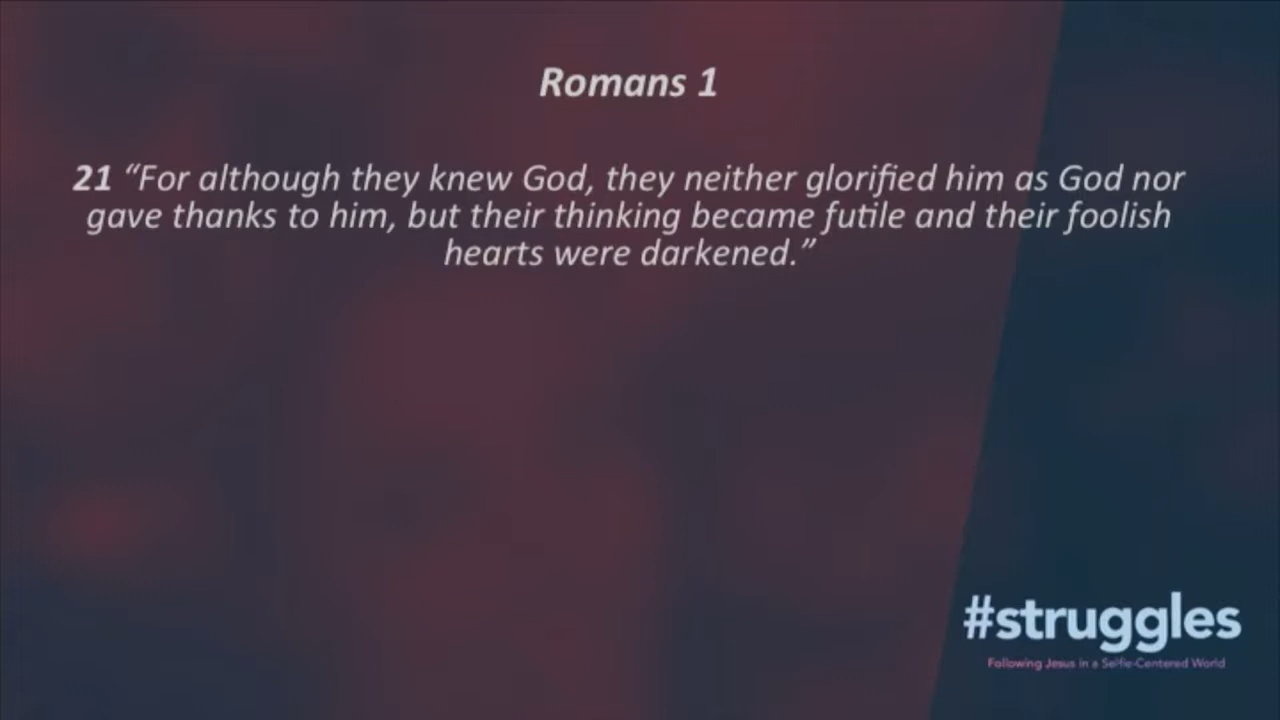 Romans 1
21 “For although they knew God, they neither glorified him as God nor
gave thanks to him, but their thinking became futile and their foolish
hearts were darkened.”
#struggles
Following Jesus in a Selfie-Centered World